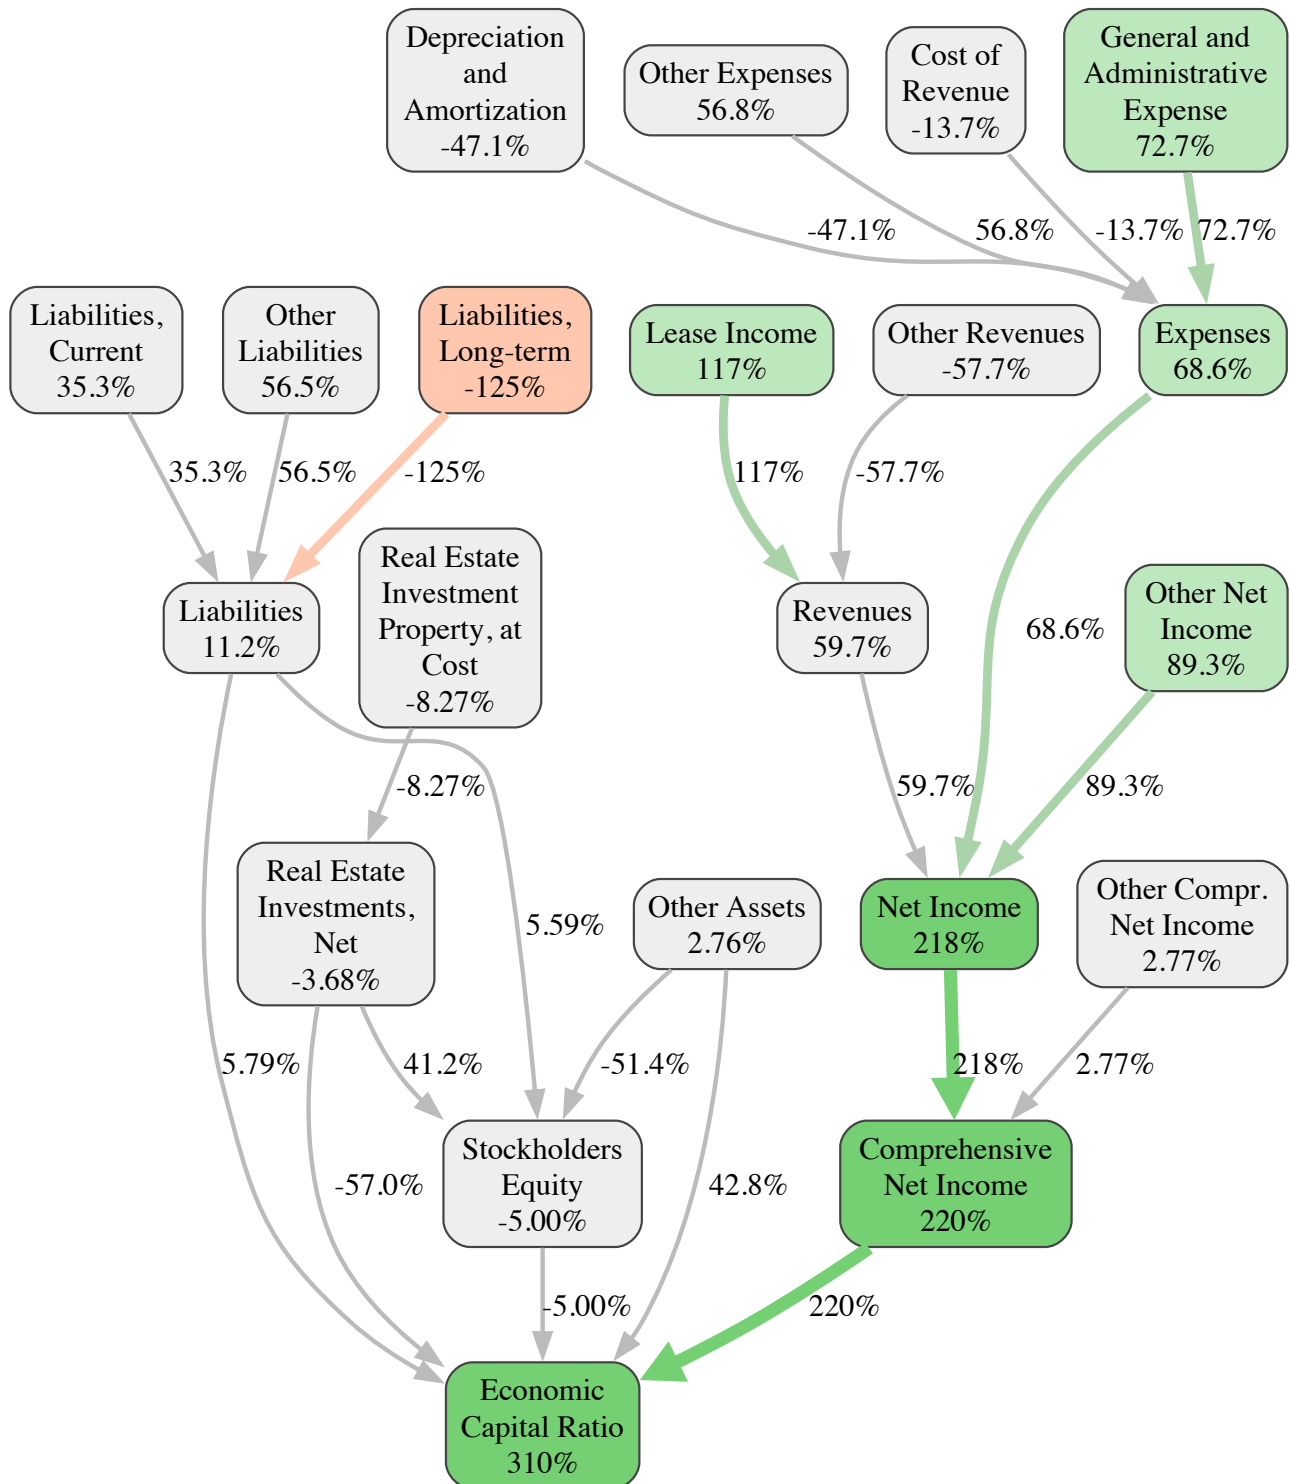 Depreciation
and
Amortization
-47.1%
Other Expenses
56.8%
Cost of
Revenue
-13.7%
General and
Administrative
Expense
72.7%
-47.1%
56.8%
-13.7%
72.7%
Liabilities,
Current
35.3%
Other
Liabilities
56.5%
Liabilities,
Long-term
-125%
Lease Income
117%
Other Revenues
-57.7%
Expenses
68.6%
35.3%
56.5%
-125%
117%
-57.7%
Liabilities
11.2%
Real Estate
Investment
Property, at
Cost
-8.27%
Revenues
59.7%
68.6%
Other Net
Income
89.3%
-8.27%
59.7%
89.3%
Real Estate
Investments,
Net
-3.68%
5.59%
Other Assets
2.76%
Net Income
218%
Other Compr.
Net Income
2.77%
5.79%
41.2%
-51.4%
218%
2.77%
-57.0%
Stockholders
Equity
-5.00%
42.8%
Comprehensive
Net Income
220%
-5.00%
220%
Economic
Capital Ratio
310%